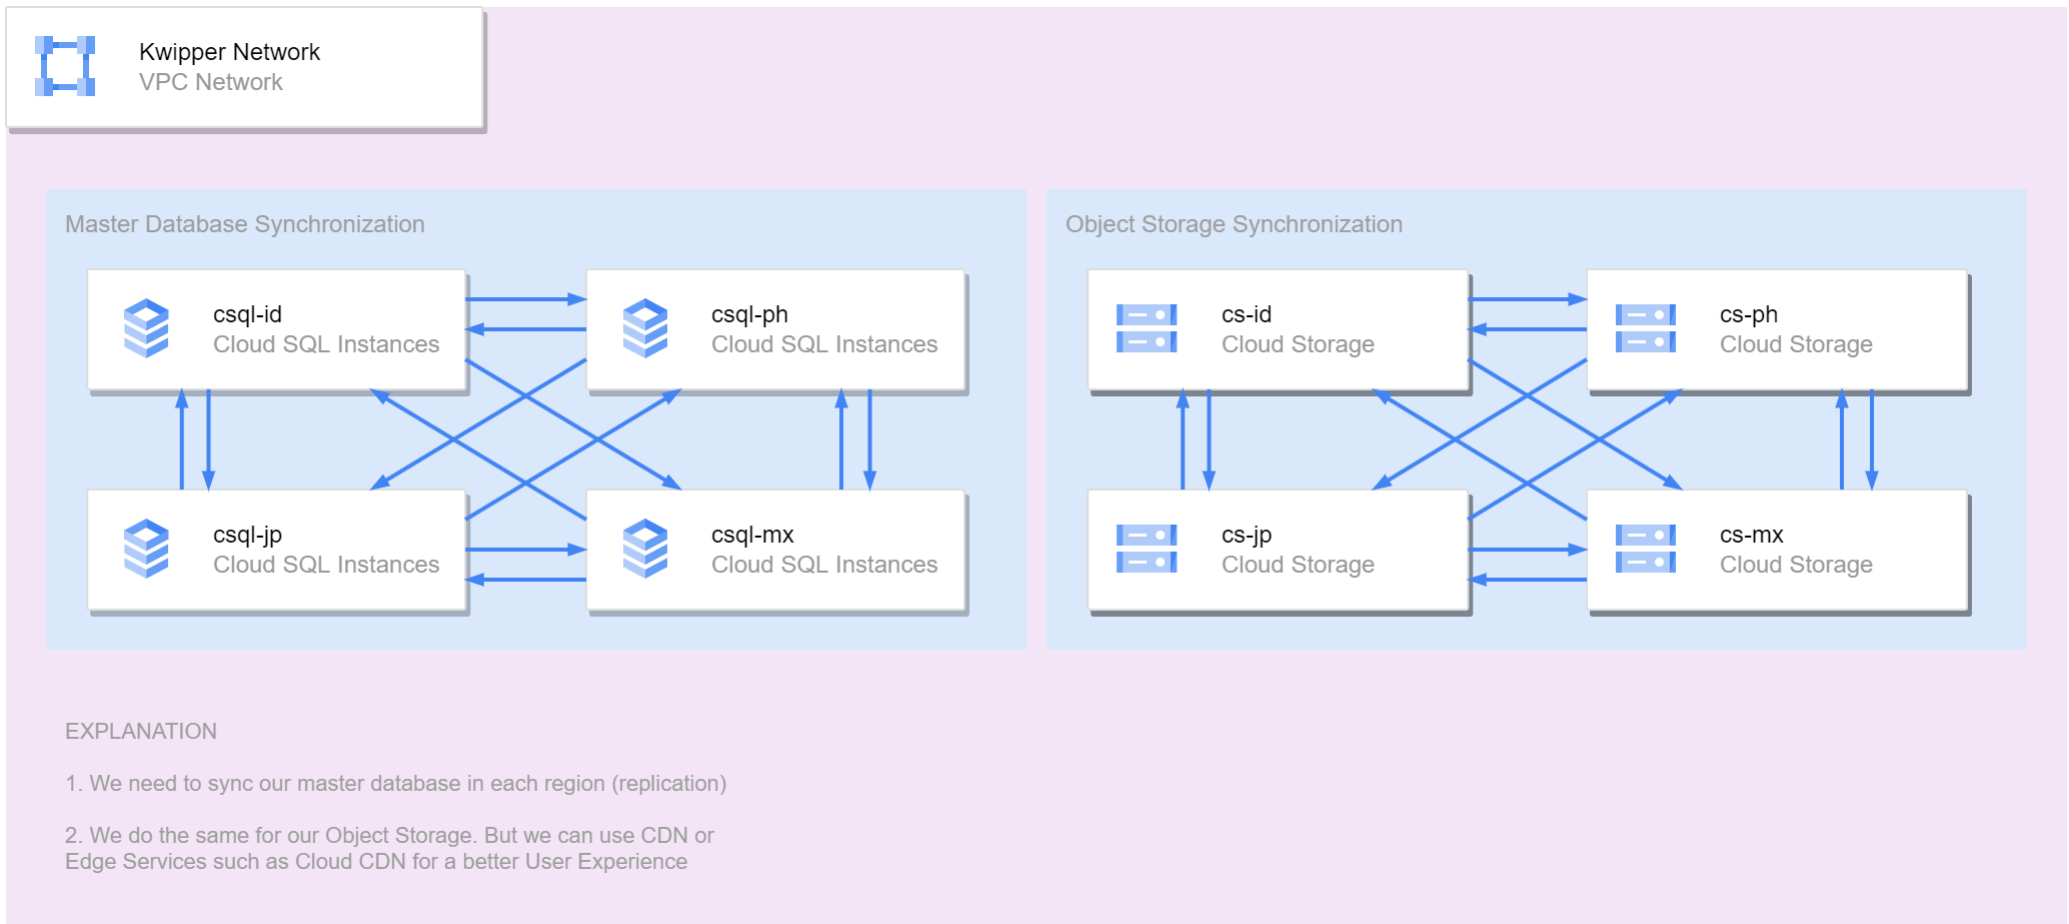 Kwipper Network
VPC Network
Master Database Synchronization
csql-id
Cloud SQL Instances
csql-ph
Cloud SQL Instances
csql-jp
Cloud SQL Instances
csql-mx
Cloud SQL Instances
Object Storage Synchronization
cs-id
Cloud Storage
cs-ph
Cloud Storage
cs-jp
Cloud Storage
cs-mx
Cloud Storage
EXPLANATION
1. We need to sync our master database in each region (replication)
2. We do the same for our Object Storage. But we can use CDN or
Edge Services such as Cloud CDN for a better User Experience